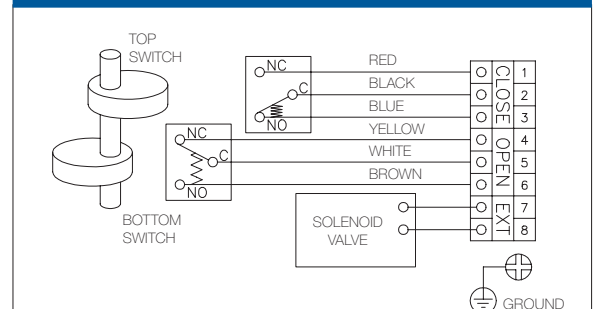 TOP
SWITCH
NC
C
NO
RED
BLACK
BLUE
YELLOW
WHITE
BROWN
NC
C
NO
BOTTOM
SWITCH
SOLENOID
VALVE
CLOSE
OPEN
EXT
1
2
3
4
5
6
7
8
GROUND